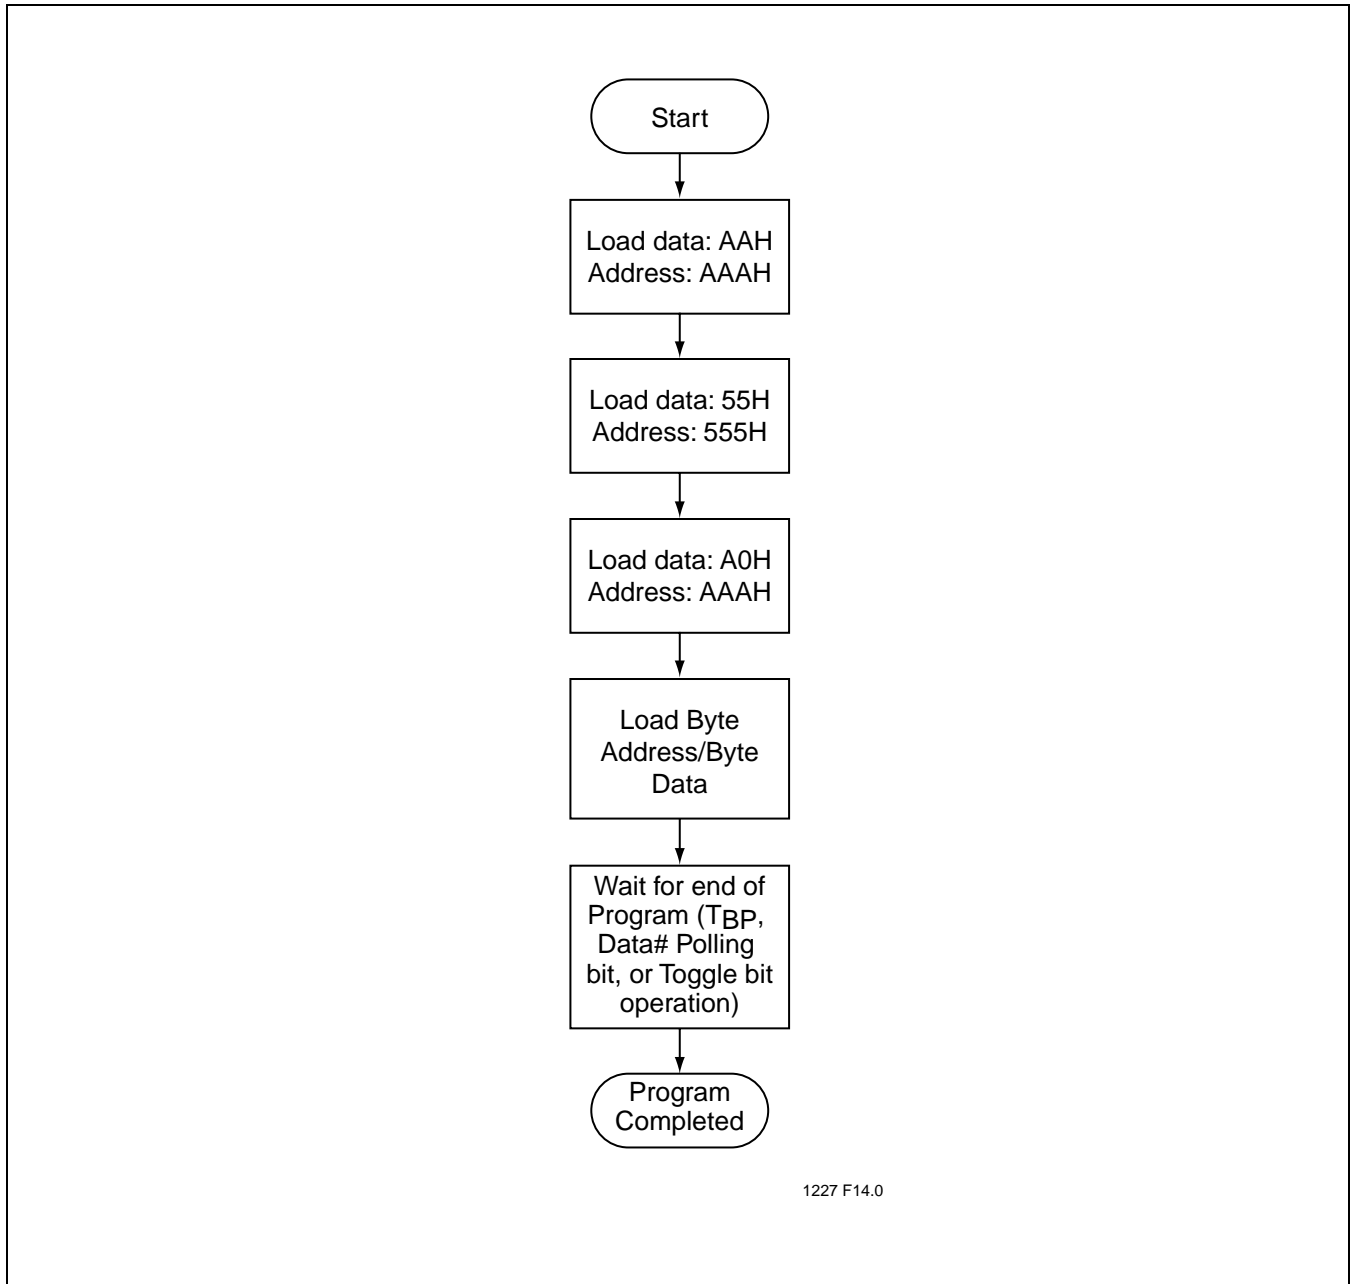 Start
Load data: AAH
Address: AAAH
Load data: 55H
Address: 555H
Load data: A0H
Address: AAAH
Load Byte
Address/Byte
Data
Wait for end of
Program (TBP,
Data# Polling
bit, or Toggle bit
operation)
Program
Completed
1227 F14.0